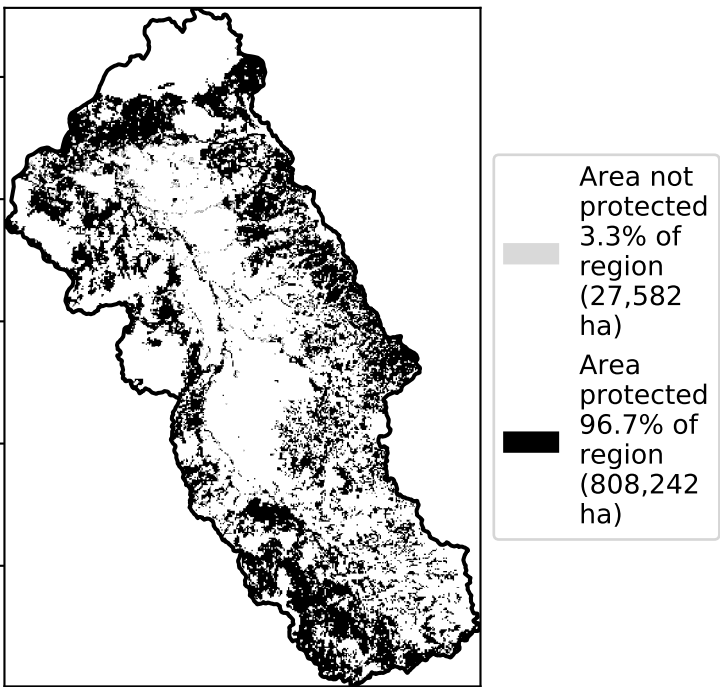 Area not
protected
3.3% of
region
(27,582
ha)
Area
protected
96.7% of
region
(808,242
ha)